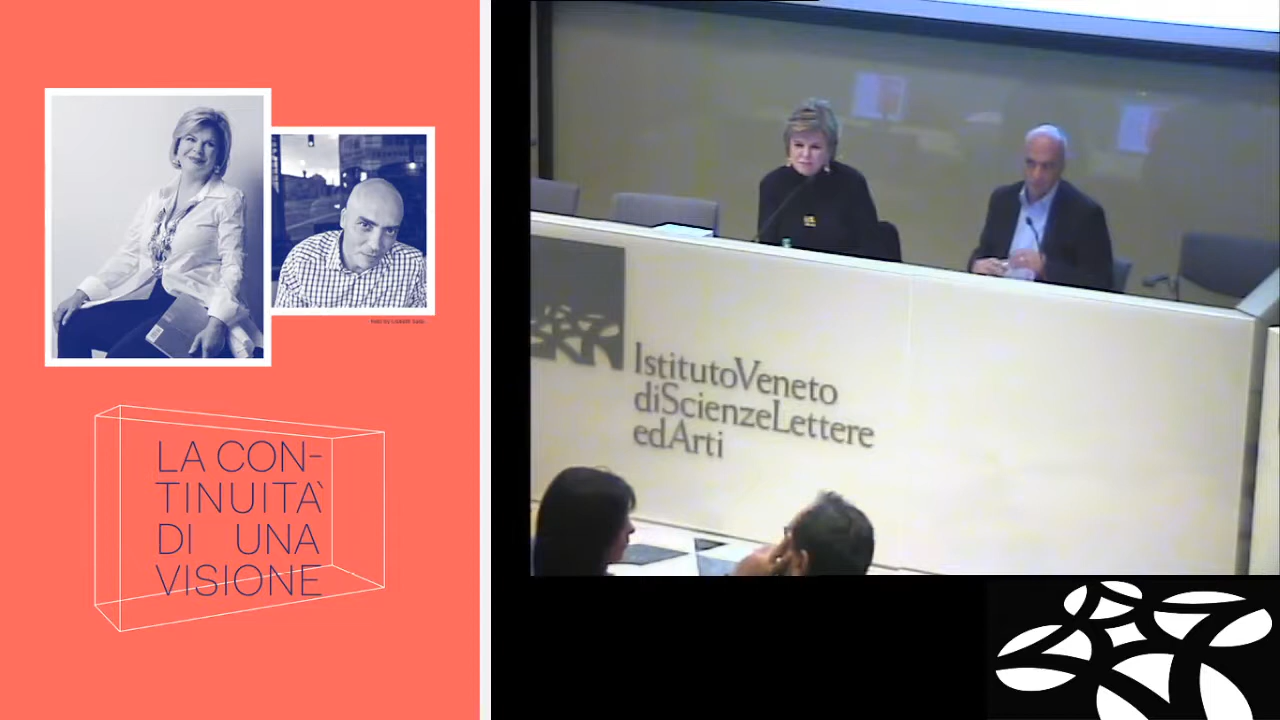 LA CON-
TINUITÀ
DI UNA
VISIONE
IstitutoVeneto
diScienzeLettere
edArti